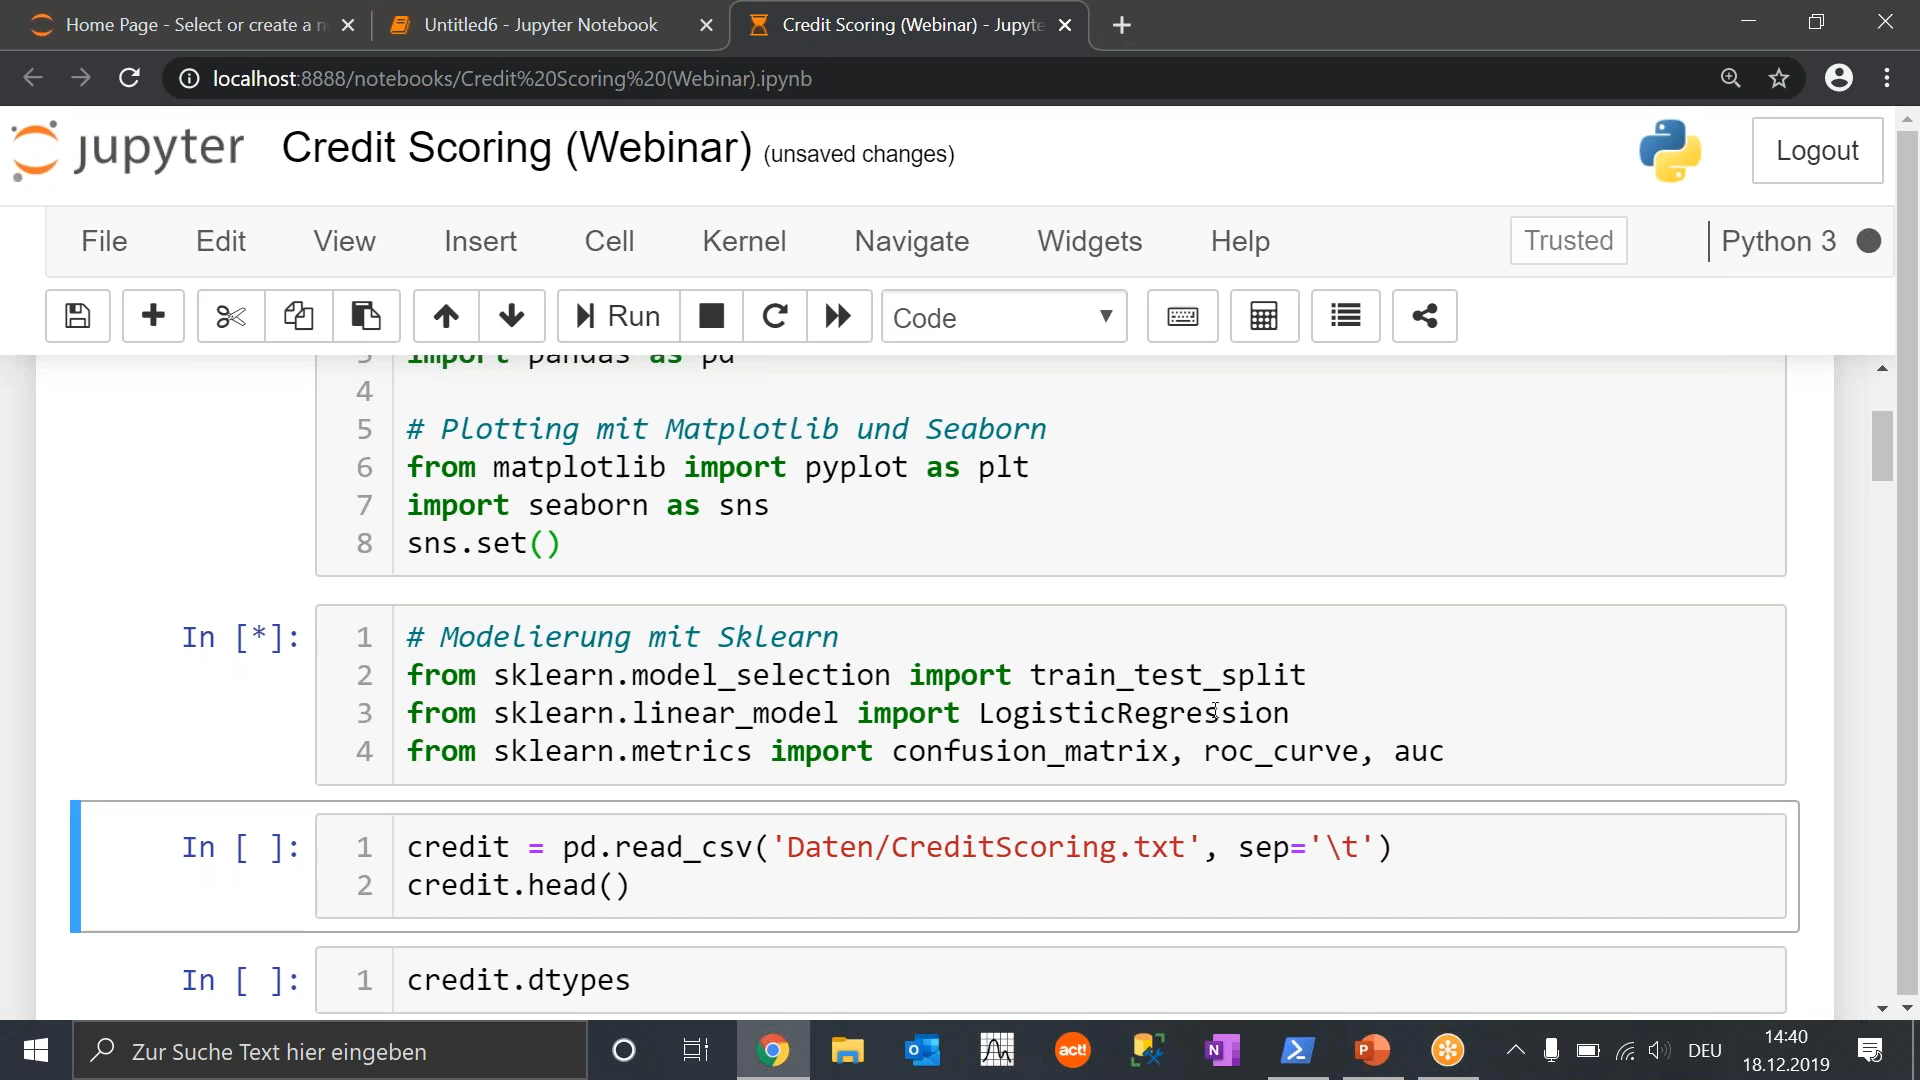 Home Page - Select or create a n
Untitled6 - Jupyter Notebook
Credit Scoring (Webinar) - Jupyte
localhost:8888/notebooks/Credit%20Scoring%20(Webinar).ipynb
jupyter Credit Scoring (Webinar) (unsaved changes)
Logout
File Edit View Insert Cell Kernel Navigate Widgets Help Trusted Python 3
Run Code
3 import pandas as pd
4
5 # Plotting mit Matplotlib und Seaborn
6 from matplotlib import pyplot as plt
7 import seaborn as sns
8 sns.set()
In [*]: 1 # Modelierung mit Sklearn
2 from sklearn.model_selection import train_test_split
3 from sklearn.linear_model import LogisticRegression
4 from sklearn.metrics import confusion_matrix, roc_curve, auc
In [ ]: 1 credit = pd.read_csv('Daten/CreditScoring.txt', sep='\t')
2 credit.head()
In [ ]: 1 credit.dtypes
Zur Suche Text hier eingeben
act!
DEU
14:40
18.12.2019